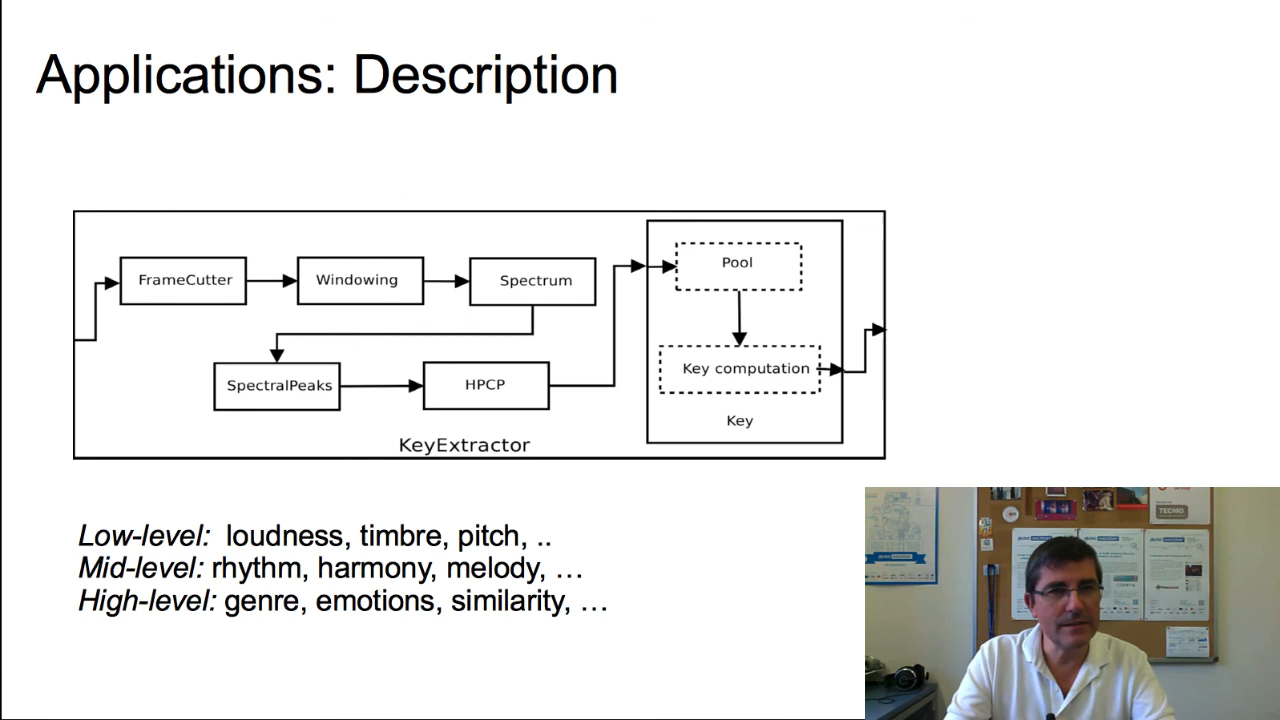 Applications: Description
FrameCutter
Windowing
Spectrum
SpectralPeaks
HPCP
Pool
Key computation
Key
KeyExtractor
Low-level: loudness, timbre, pitch, ..
Mid-level: rhythm, harmony, melody, …
High-level: genre, emotions, similarity, …
TECNIO